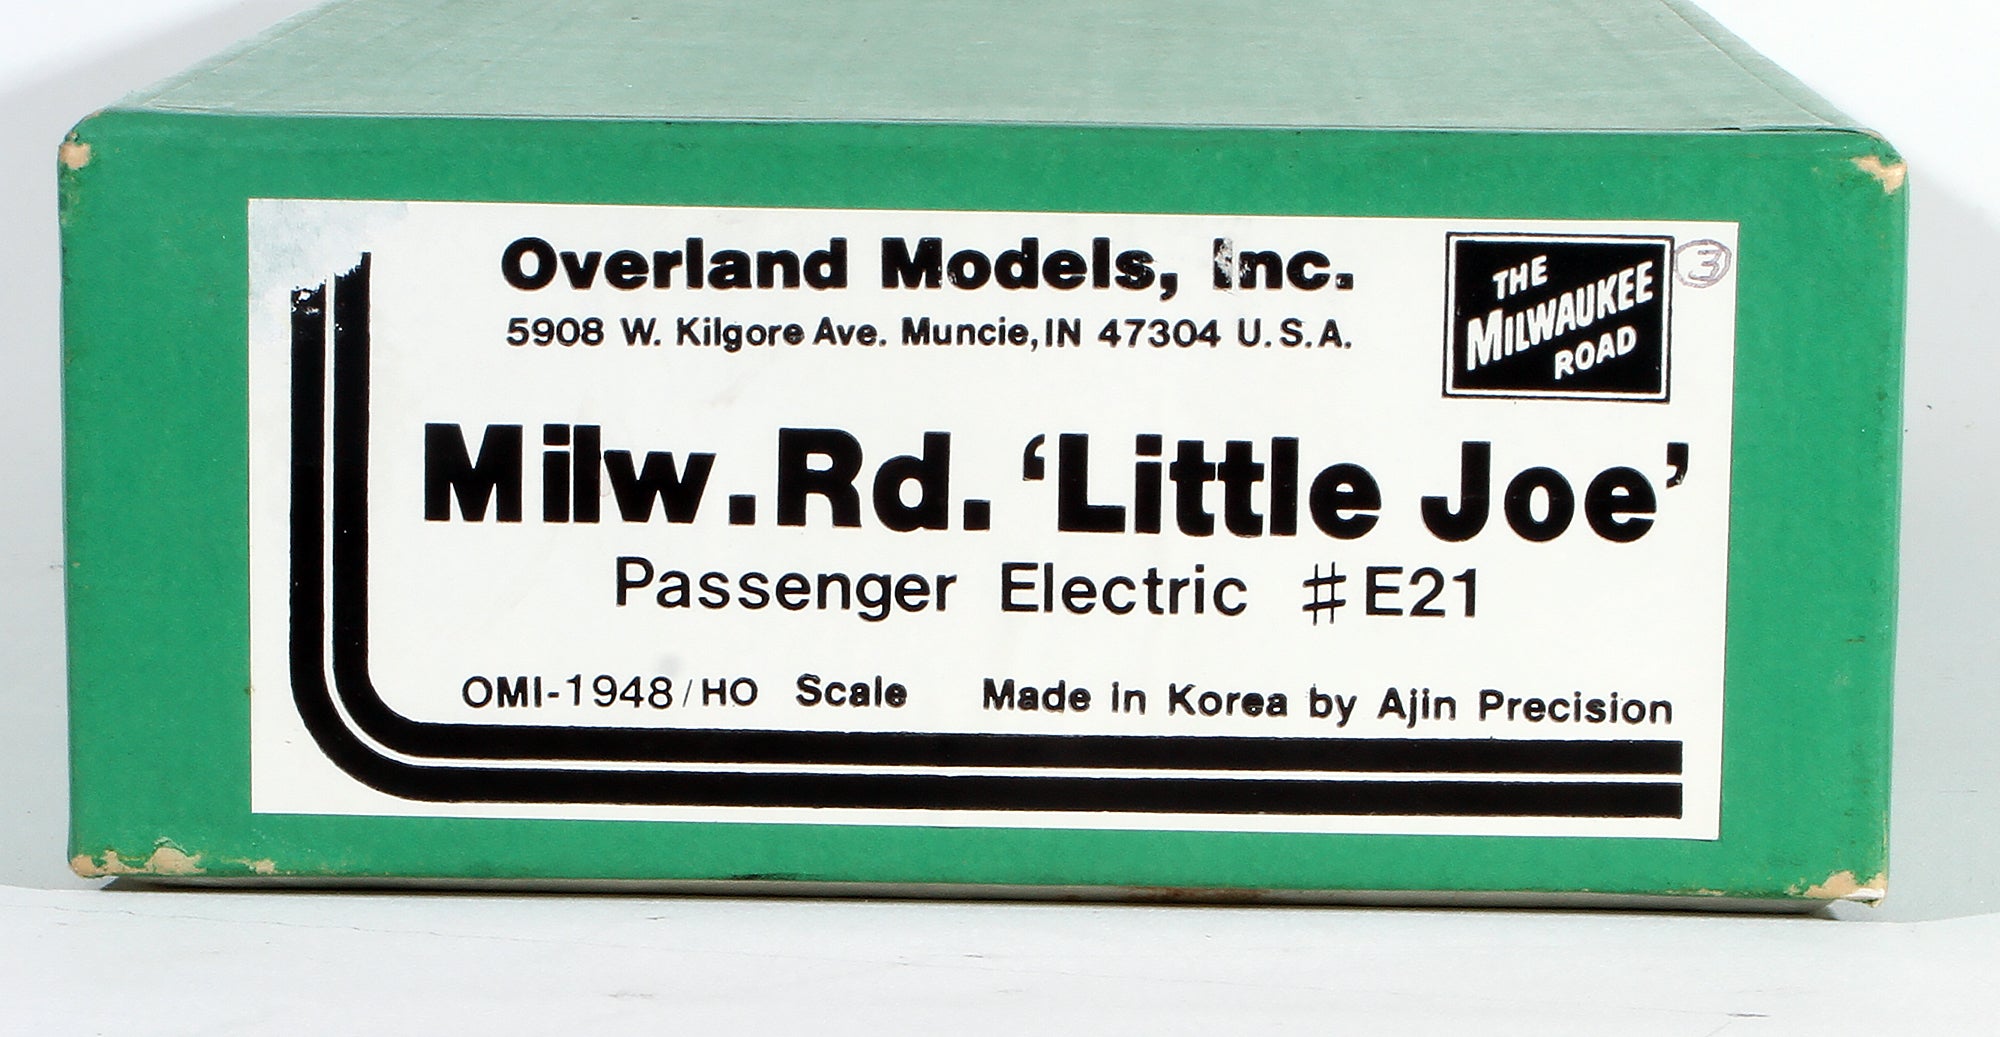 Overland Models, Inc.
5908 W. Kilgore Ave. Muncie, IN 47304 U.S.A.
THE
MILWAUKEE
ROAD
3
Milw. Rd. ‘Little Joe’
Passenger Electric #E21
OMI-1948/HO Scale Made in Korea by Ajin Precision